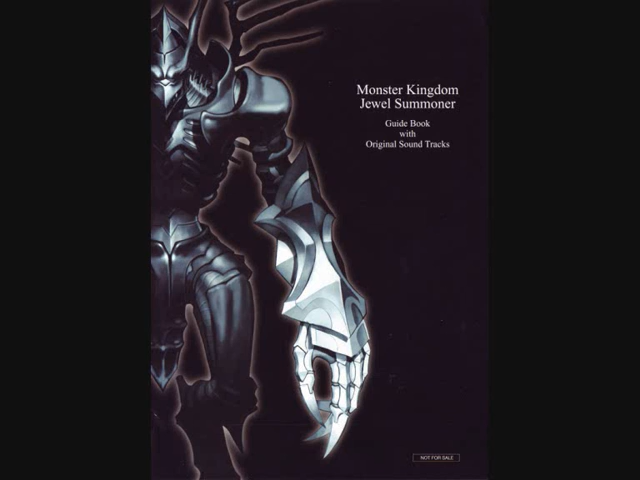 Monster Kingdom
Jewel Summoner
Guide Book
with
Original Sound Tracks
NOT FOR SALE